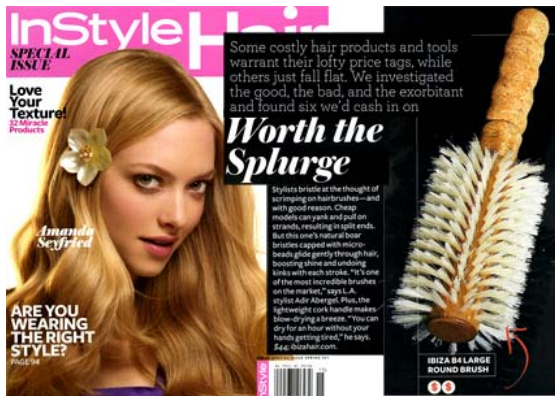 InStyle Hair
SPECIAL
ISSUE
Love
Your
Texture!
32 Miracle
Products
Amanda
Seyfried
ARE YOU
WEARING
THE RIGHT
STYLE?
PAGE 94
Some costly hair products and tools
warrant their lofty price tags, while
others just fall flat. We investigated
the good, the bad, and the exorbitant
and found six we'd cash in on
Worth the
Splurge
Stylists bristle at the thought of
scrimping on hairbrushes—and
with good reason. Cheap
models can yank and pull on
strands, resulting in split ends.
But this one's natural boar
bristles capped with micro-
beads glide gently through hair,
boosting shine and undoing
kinks with each stroke. "It's one
of the most incredible brushes
on the market," says L.A.
stylist Adir Abergel. Plus, the
lightweight cork handle makes
blow-drying a breeze. "You can
dry for an hour without your
hands getting tired," he says.
$44; ibizahair.com.
InStyle
IBIZA B4 LARGE
ROUND BRUSH
$ $